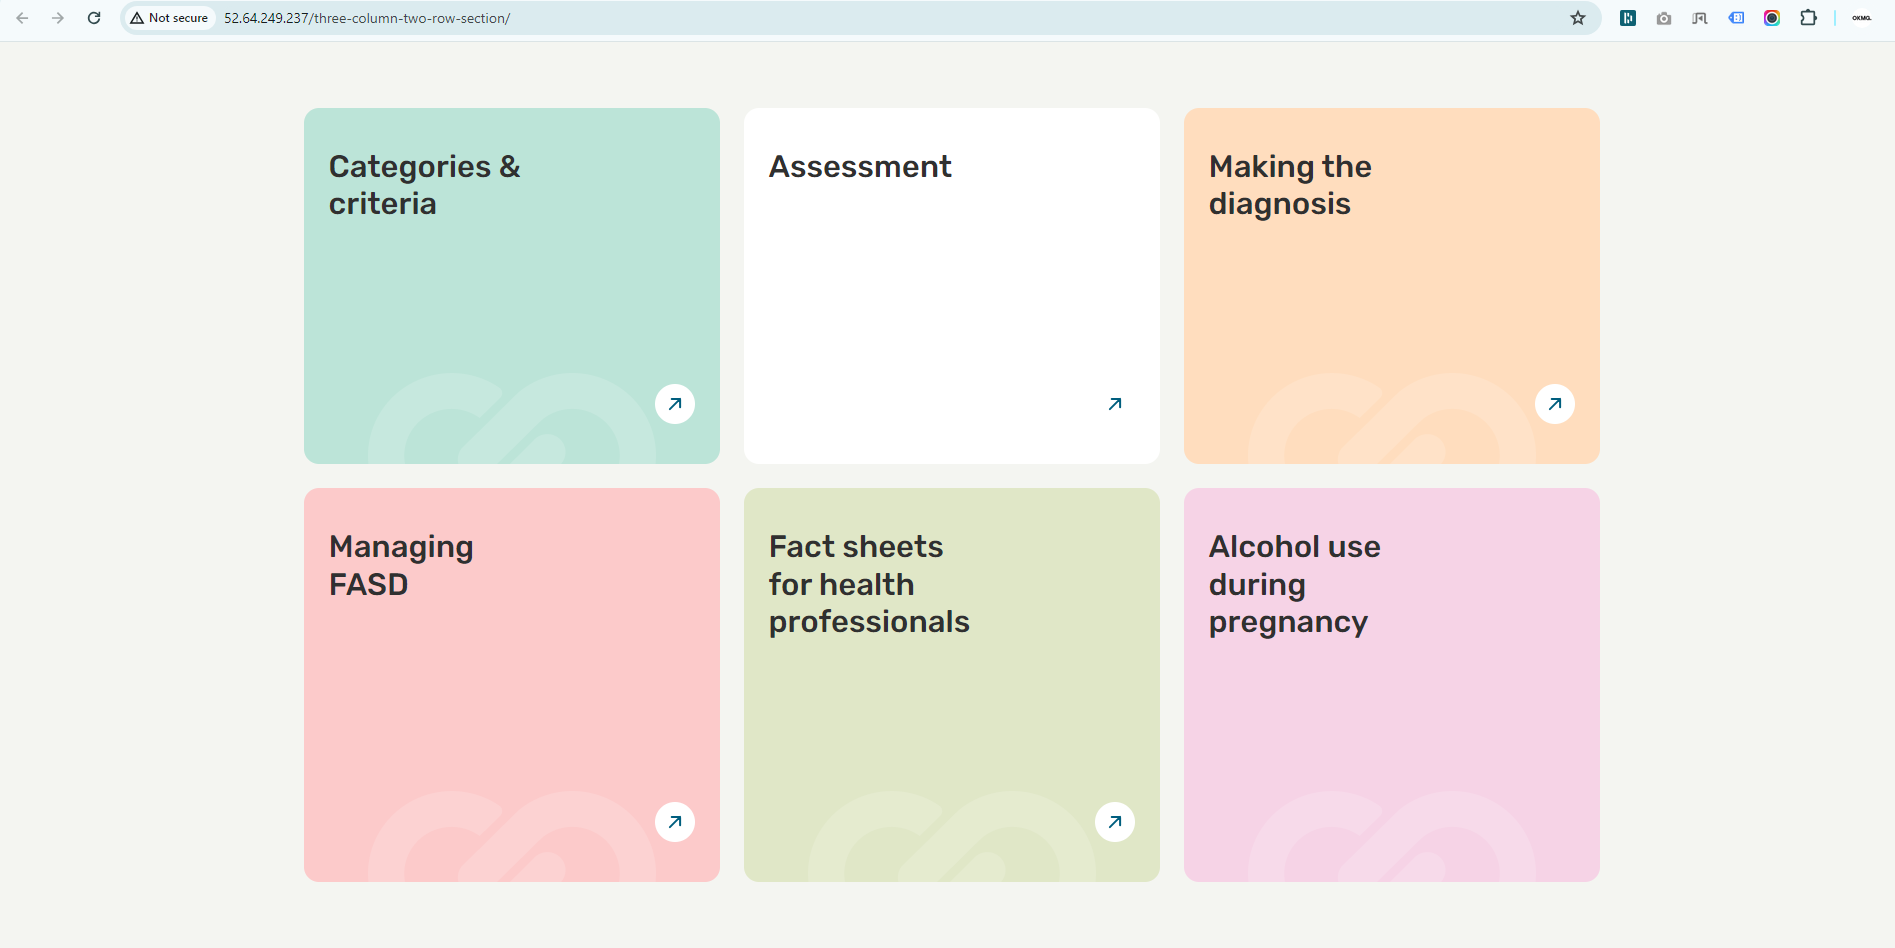 Not secure
52.64.249.237/three-column-two-row-section/
OKMG.
Categories &
criteria
Assessment
Making the
diagnosis
Managing
FASD
Fact sheets
for health
professionals
Alcohol use
during
pregnancy